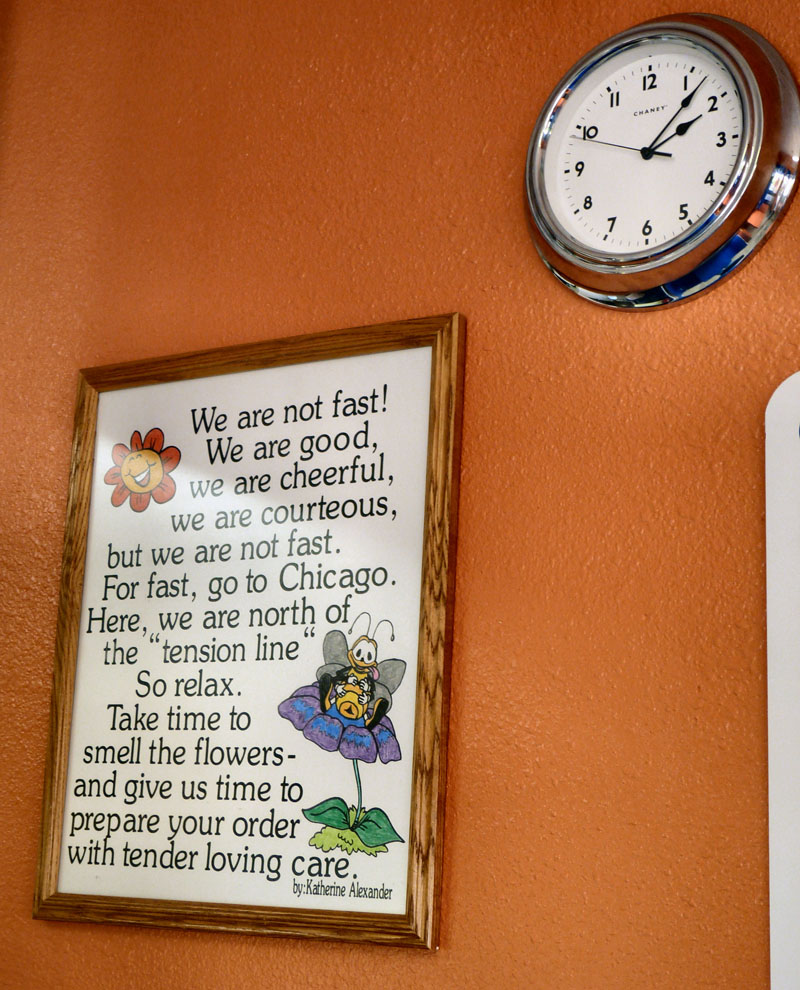 12
11
1
CHANEY
2
10
3
9
4
8
5
7
6
We are not fast!
We are good,
we are cheerful,
we are courteous,
but we are not fast.
For fast, go to Chicago.
Here, we are north of
the “tension line“
So relax.
Take time to
smell the flowers-
and give us time to
prepare your order
with tender loving care.
by:Katherine Alexander